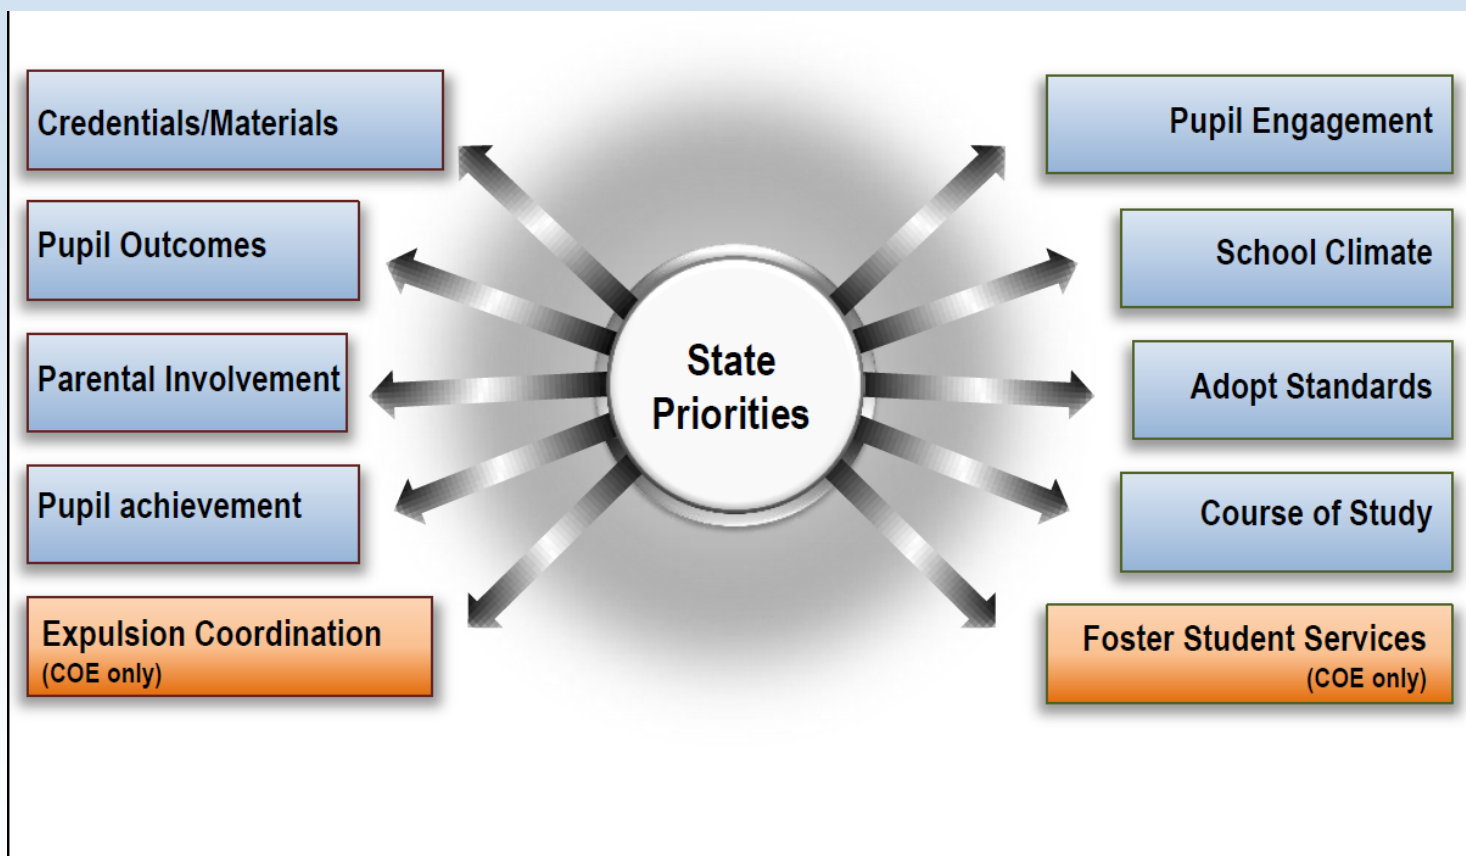 Credentials/Materials
Pupil Outcomes
Parental Involvement
Pupil achievement
Expulsion Coordination
(COE only)
State
Priorities
Pupil Engagement
School Climate
Adopt Standards
Course of Study
Foster Student Services
(COE only)